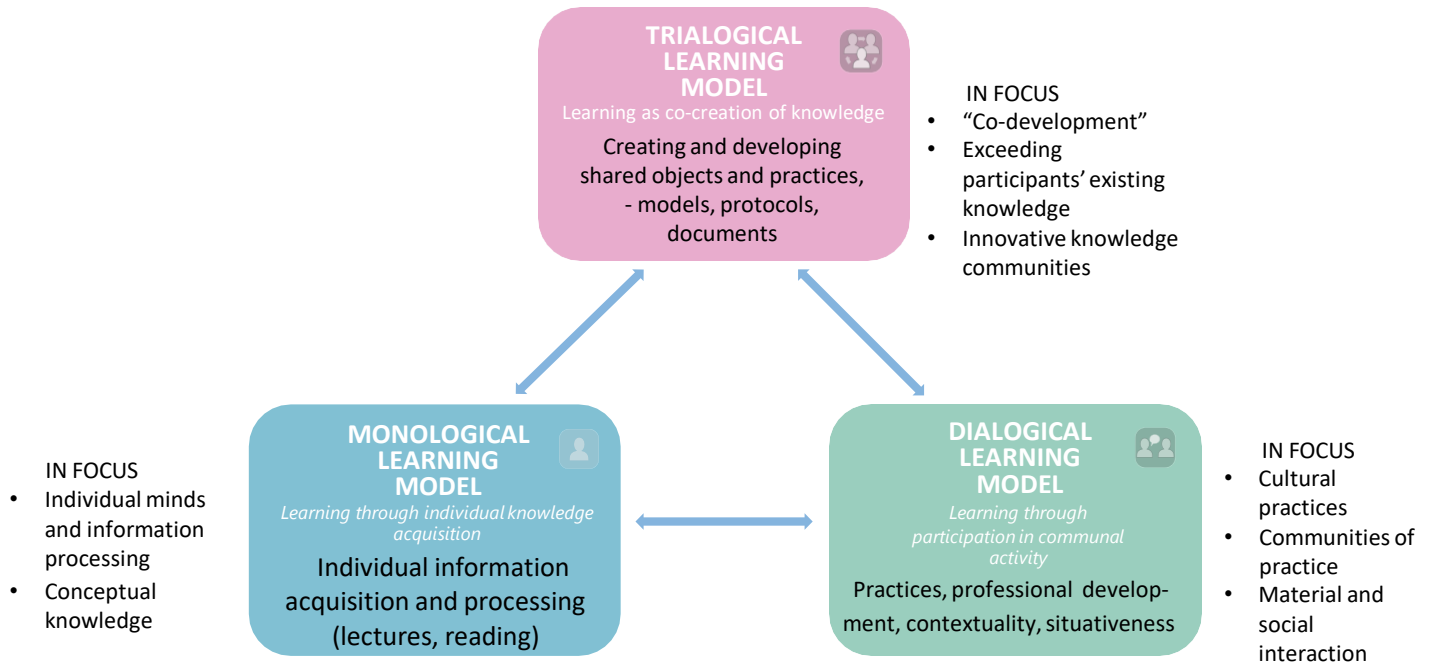 TRIALOGICAL
LEARNING
MODEL
Learning as co-creation of knowledge
Creating and developing
shared objects and practices,
- models, protocols,
documents
IN FOCUS
• “Co-development”
• Exceeding
participants’ existing
knowledge
• Innovative knowledge
communities
IN FOCUS
• Individual minds
and information
processing
• Conceptual
knowledge
MONOLOGICAL
LEARNING
MODEL
Learning through individual knowledge
acquisition
Individual information
acquisition and processing
(lectures, reading)
DIALOGICAL
LEARNING
MODEL
Learning through
participation in communal
activity
Practices, professional develop-
ment, contextuality, situativeness
IN FOCUS
• Cultural
practices
• Communities of
practice
• Material and
social
interaction